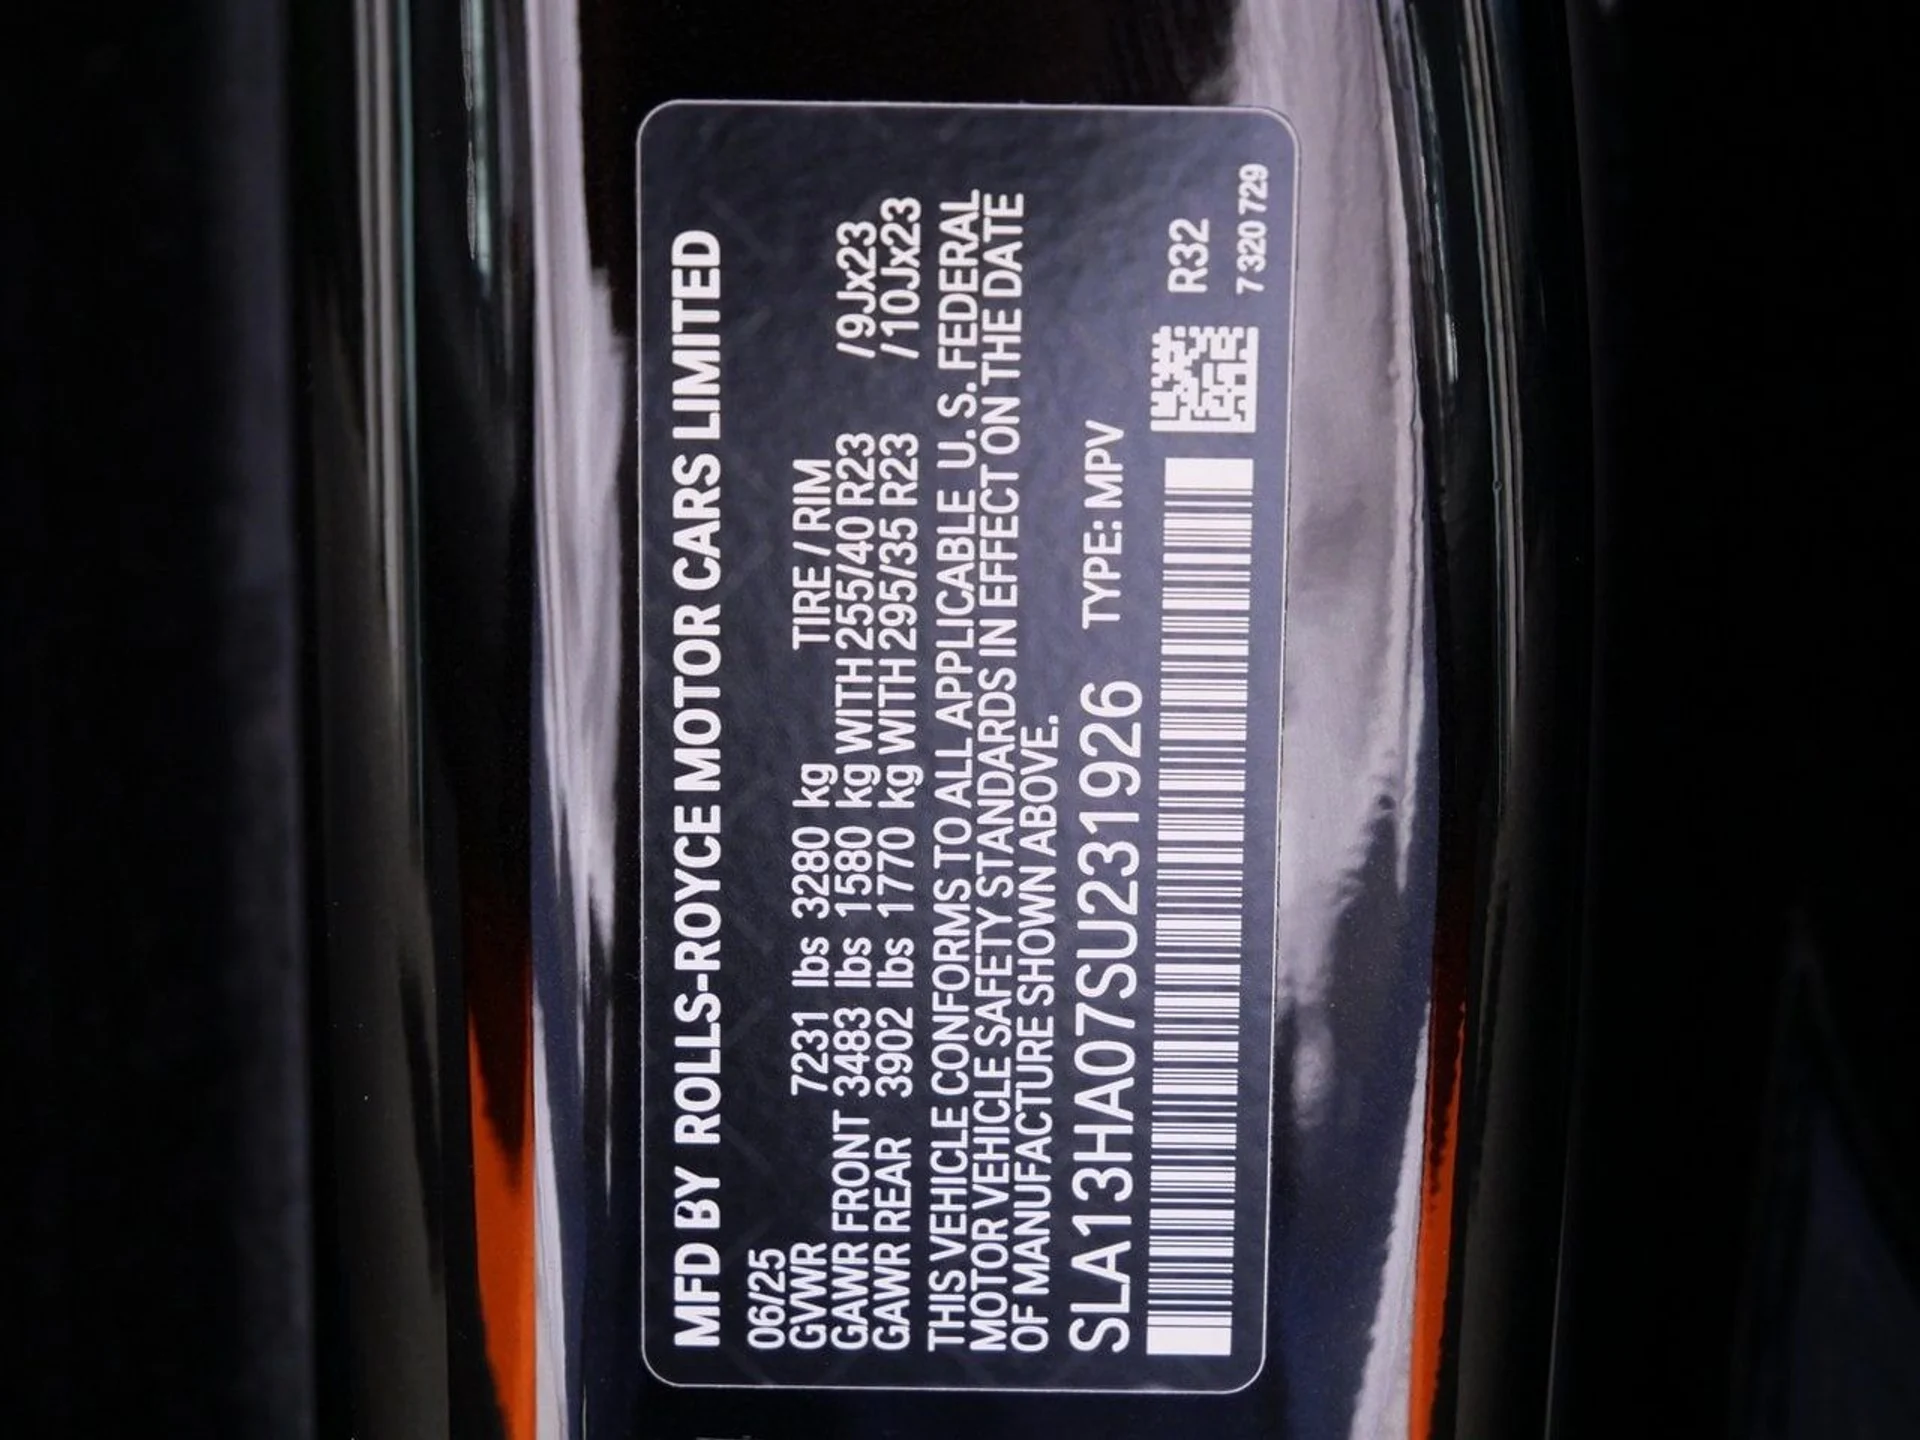 MFD BY ROLLS-ROYCE MOTOR CARS LIMITED
06/25
GVWR 7231 lbs 3280 kg TIRE / RIM
GAWR FRONT 3483 lbs 1580 kg WITH 255/40 R23 /9Jx23
GAWR REAR 3902 lbs 1770 kg WITH 295/35 R23 /10Jx23
THIS VEHICLE CONFORMS TO ALL APPLICABLE U.S. FEDERAL
MOTOR VEHICLE SAFETY STANDARDS IN EFFECT ON THE DATE
OF MANUFACTURE SHOWN ABOVE.
SLA13HA07SU231926 TYPE: MPV
R32
7 320 729